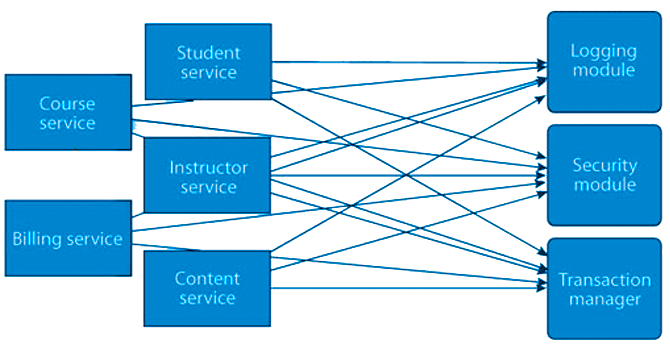 Student
service
Course
service
Instructor
service
Billing service
Content
service
Logging
module
Security
module
Transaction
manager